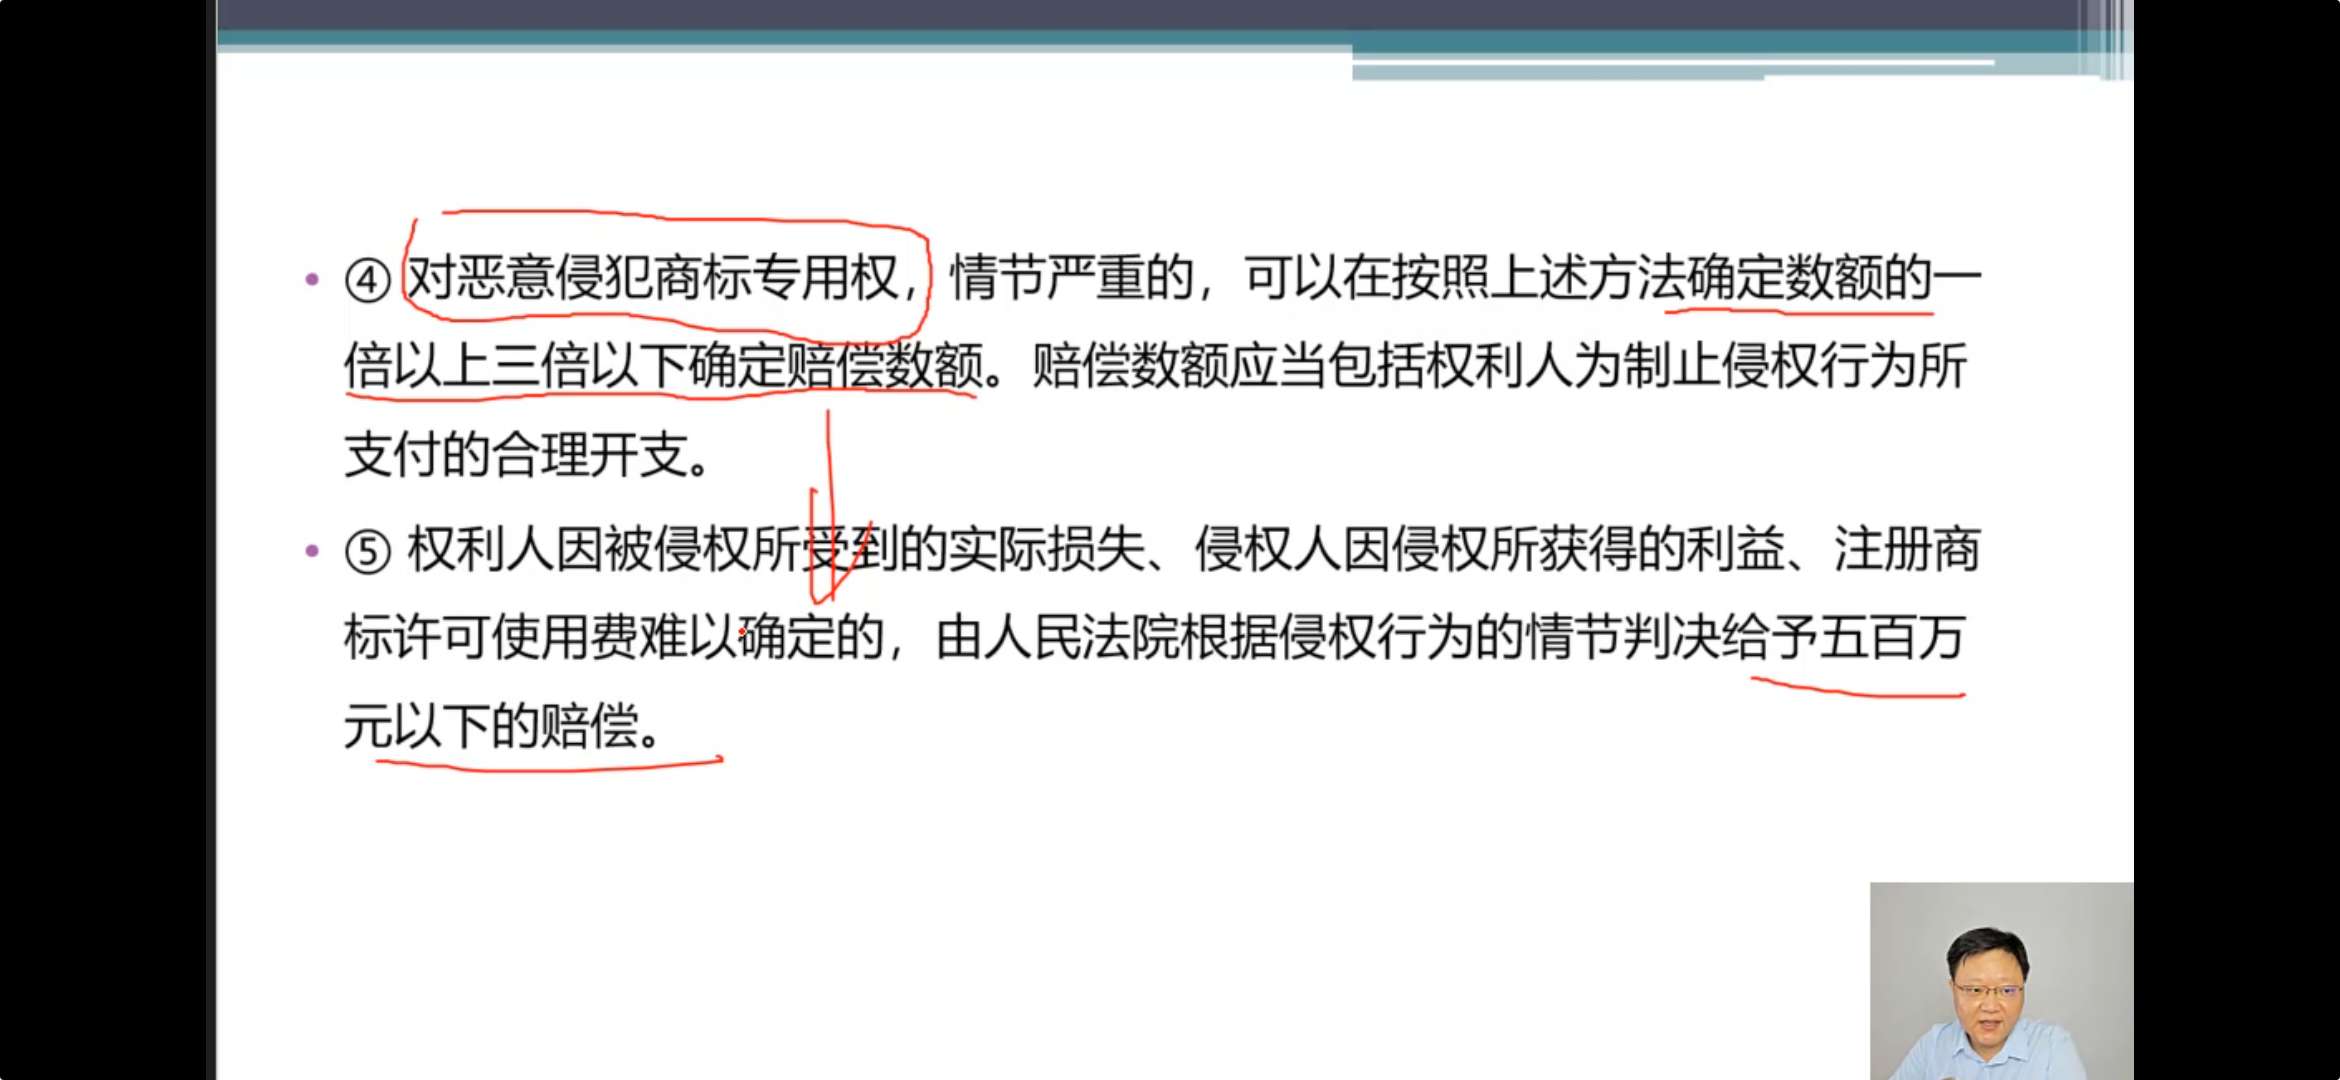 • ④ 对恶意侵犯商标专用权，情节严重的，可以在按照上述方法确定数额的一
倍以上三倍以下确定赔偿数额。赔偿数额应当包括权利人为制止侵权行为所
支付的合理开支。
• ⑤ 权利人因被侵权所受到的实际损失、侵权人因侵权所获得的利益、注册商
标许可使用费难以确定的，由人民法院根据侵权行为的情节判决给予五百万
元以下的赔偿。